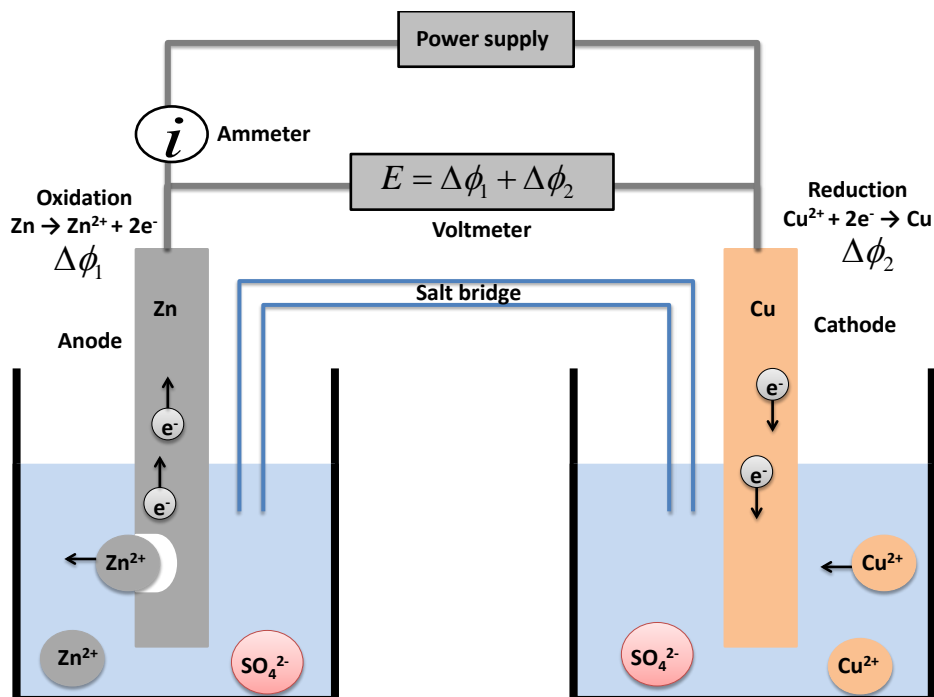 Power supply
i
Ammeter
E = Δϕ₁ + Δϕ₂
Voltmeter
Oxidation
Zn → Zn²⁺ + 2e⁻
Δϕ₁
Reduction
Cu²⁺ + 2e⁻ → Cu
Δϕ₂
Salt bridge
Zn
Cu
Anode
Cathode
e⁻
e⁻
e⁻
e⁻
Zn²⁺
Cu²⁺
Zn²⁺
SO₄²⁻
SO₄²⁻
Cu²⁺